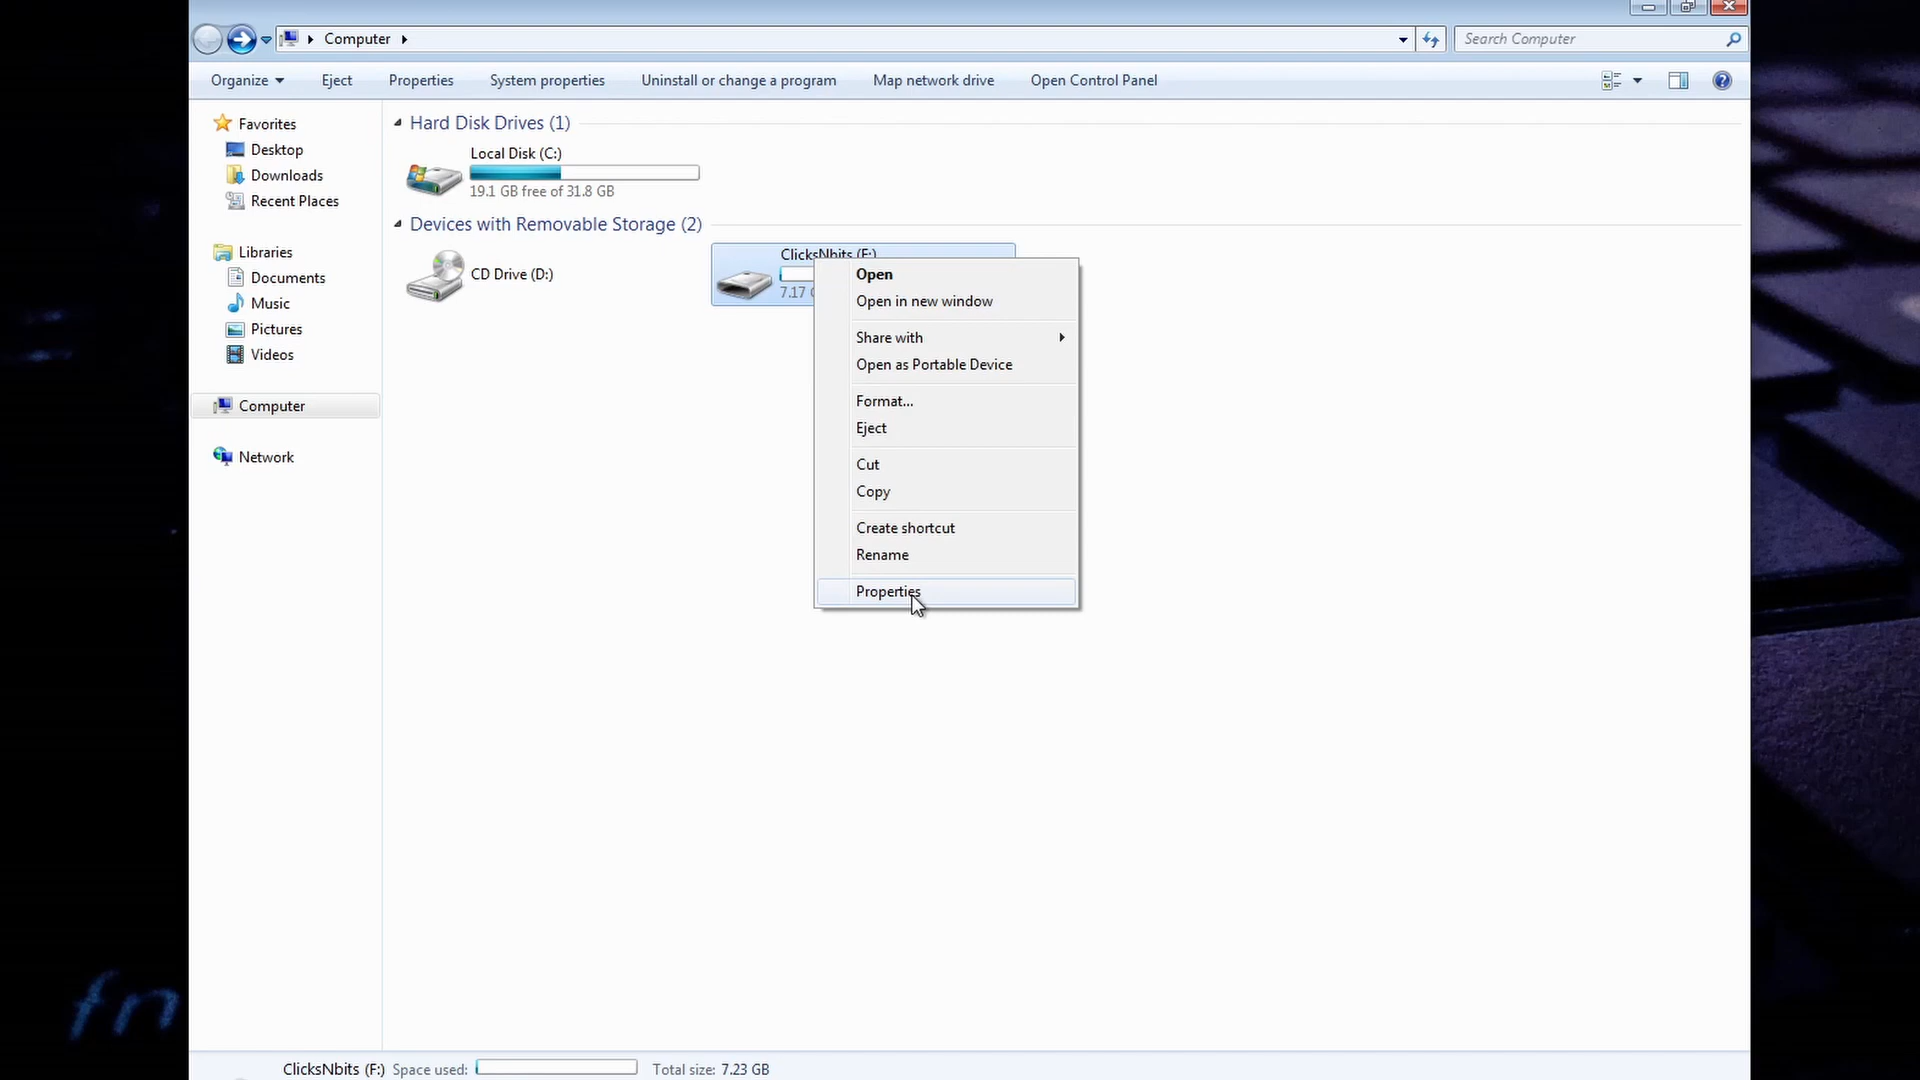 Computer
Search Computer
Organize
Eject
Properties
System properties
Uninstall or change a program
Map network drive
Open Control Panel
Favorites
Desktop
Downloads
Recent Places
Libraries
Documents
Music
Pictures
Videos
Computer
Network
Hard Disk Drives (1)
Local Disk (C:)
19.1 GB free of 31.8 GB
Devices with Removable Storage (2)
CD Drive (D:)
ClicksNbits (F:)
7.17
Open
Open in new window
Share with
Open as Portable Device
Format...
Eject
Cut
Copy
Create shortcut
Rename
Properties
fn
ClicksNbits (F:) Space used: Total size: 7.23 GB